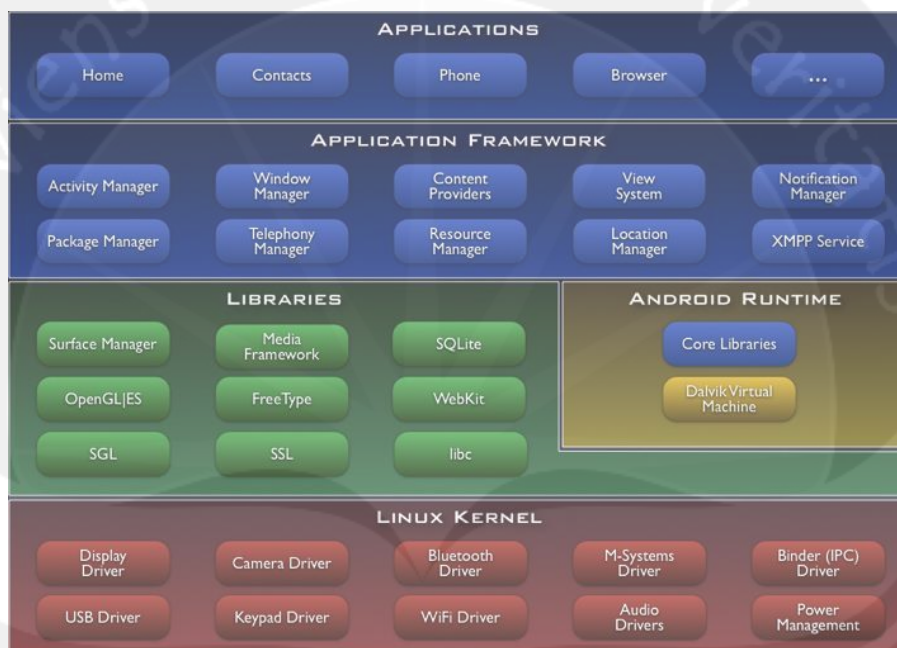 APPLICATIONS
Home
Contacts
Phone
Browser
...
APPLICATION FRAMEWORK
Activity Manager
Window
Manager
Content
Providers
View
System
Notification
Manager
Package Manager
Telephony
Manager
Resource
Manager
Location
Manager
XMPP Service
LIBRARIES
Surface Manager
Media
Framework
SQLite
OpenGL|ES
FreeType
WebKit
SGL
SSL
libc
ANDROID RUNTIME
Core Libraries
Dalvik Virtual
Machine
LINUX KERNEL
Display
Driver
Camera Driver
Bluetooth
Driver
M-Systems
Driver
Binder (IPC)
Driver
USB Driver
Keypad Driver
WiFi Driver
Audio
Drivers
Power
Management